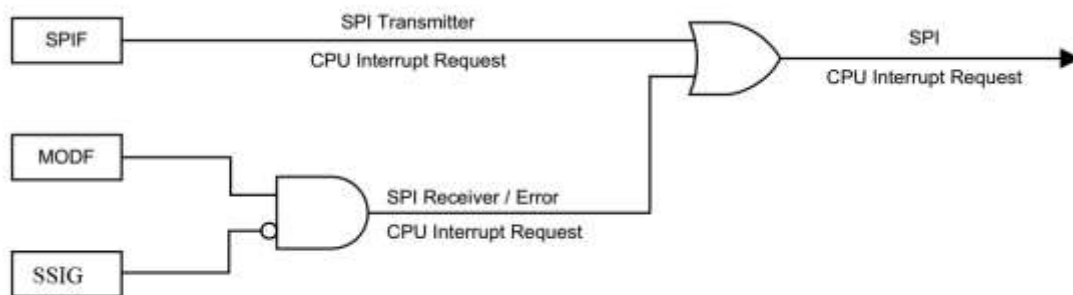 SPIF
SPI Transmitter
CPU Interrupt Request
SPI
CPU Interrupt Request
MODF
SPI Receiver / Error
CPU Interrupt Request
SSIG